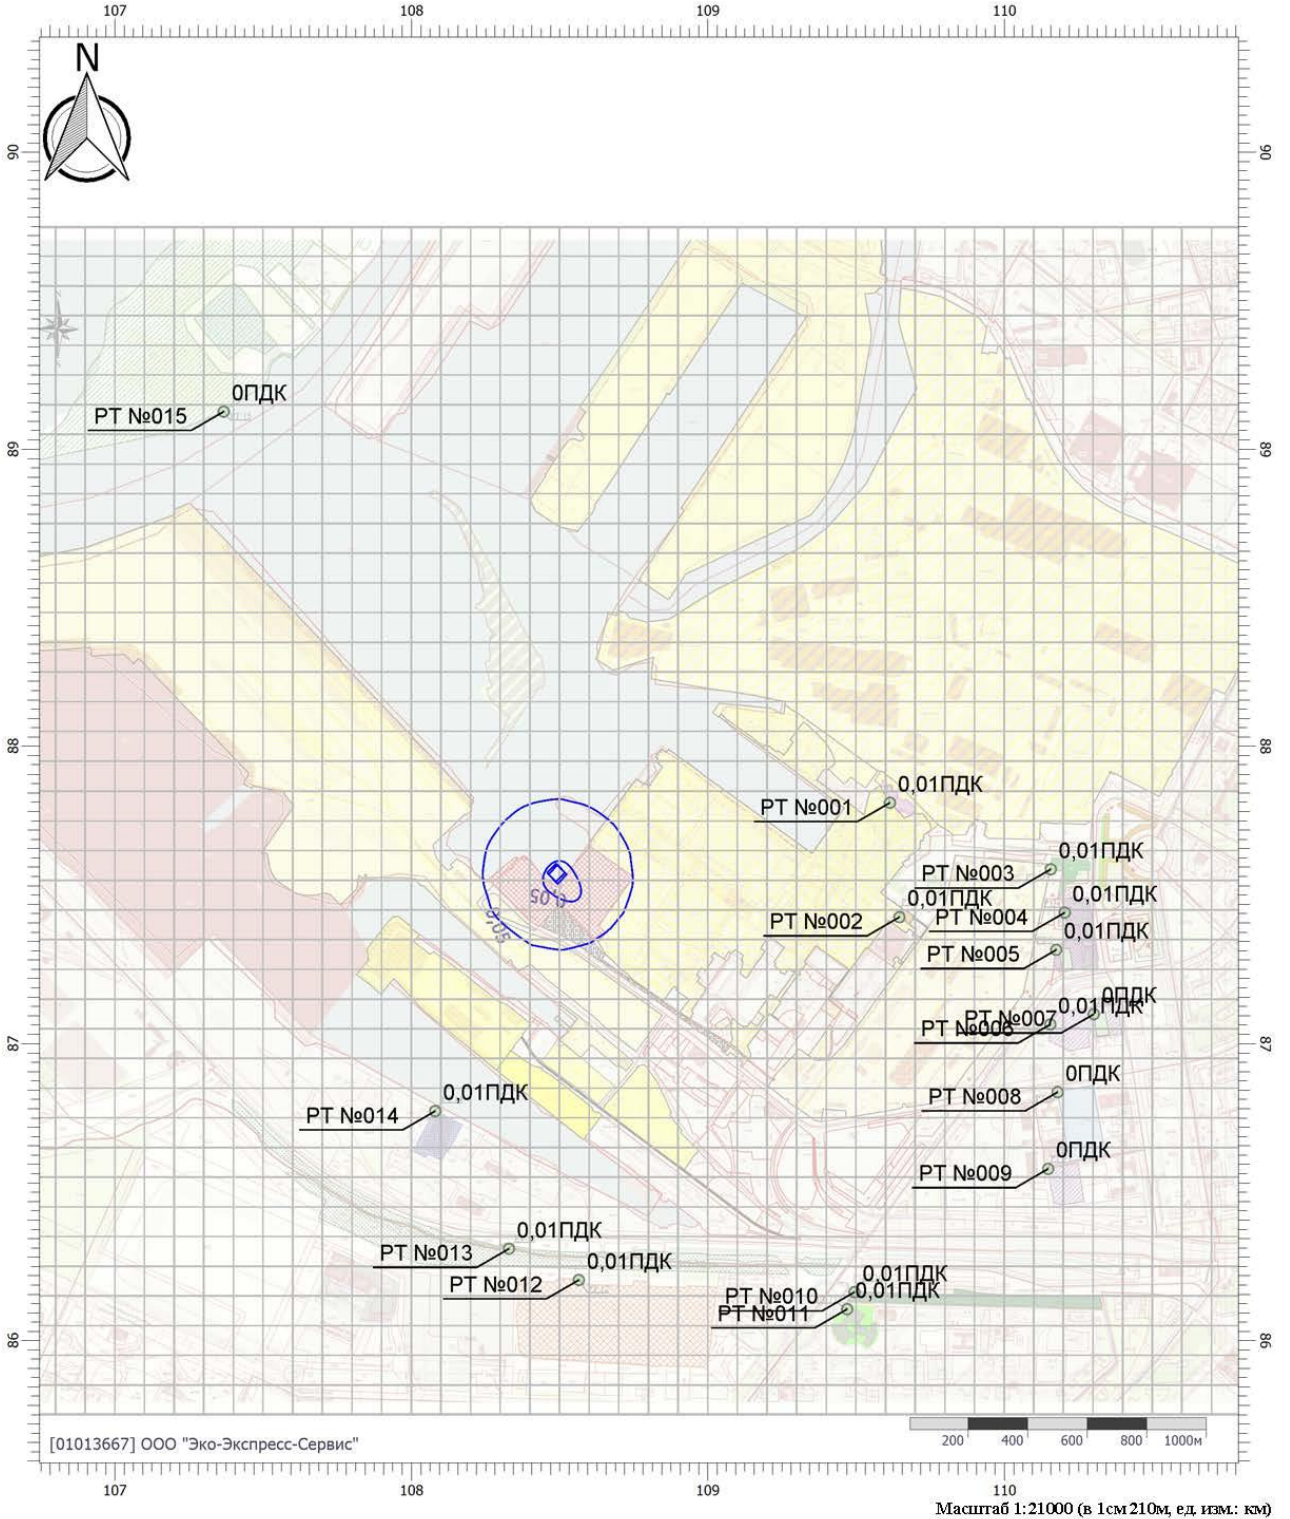 107 108 109 110
N
90 90
0ПДК
РТ №015
89 89
88 88
0,01ПДК
РТ №001
0,01ПДК
РТ №003
0,01ПДК
0,01ПДК
РТ №002
РТ №004
0,01ПДК
РТ №005
0,05
0,05
0ПДК
0,01ПДК
РТ №007
РТ №006
87 87
0ПДК
РТ №008
0,01ПДК
РТ №014
0ПДК
РТ №009
0,01ПДК
РТ №013
0,01ПДК
РТ №012
0,01ПДК
РТ №010
0,01ПДК
РТ №011
86 86
[01013667] ООО "Эко-Экспресс-Сервис"
200 400 600 800 1000м
107 108 109 110
Масштаб 1:21000 (в 1см 210м, ед. изм.: км)